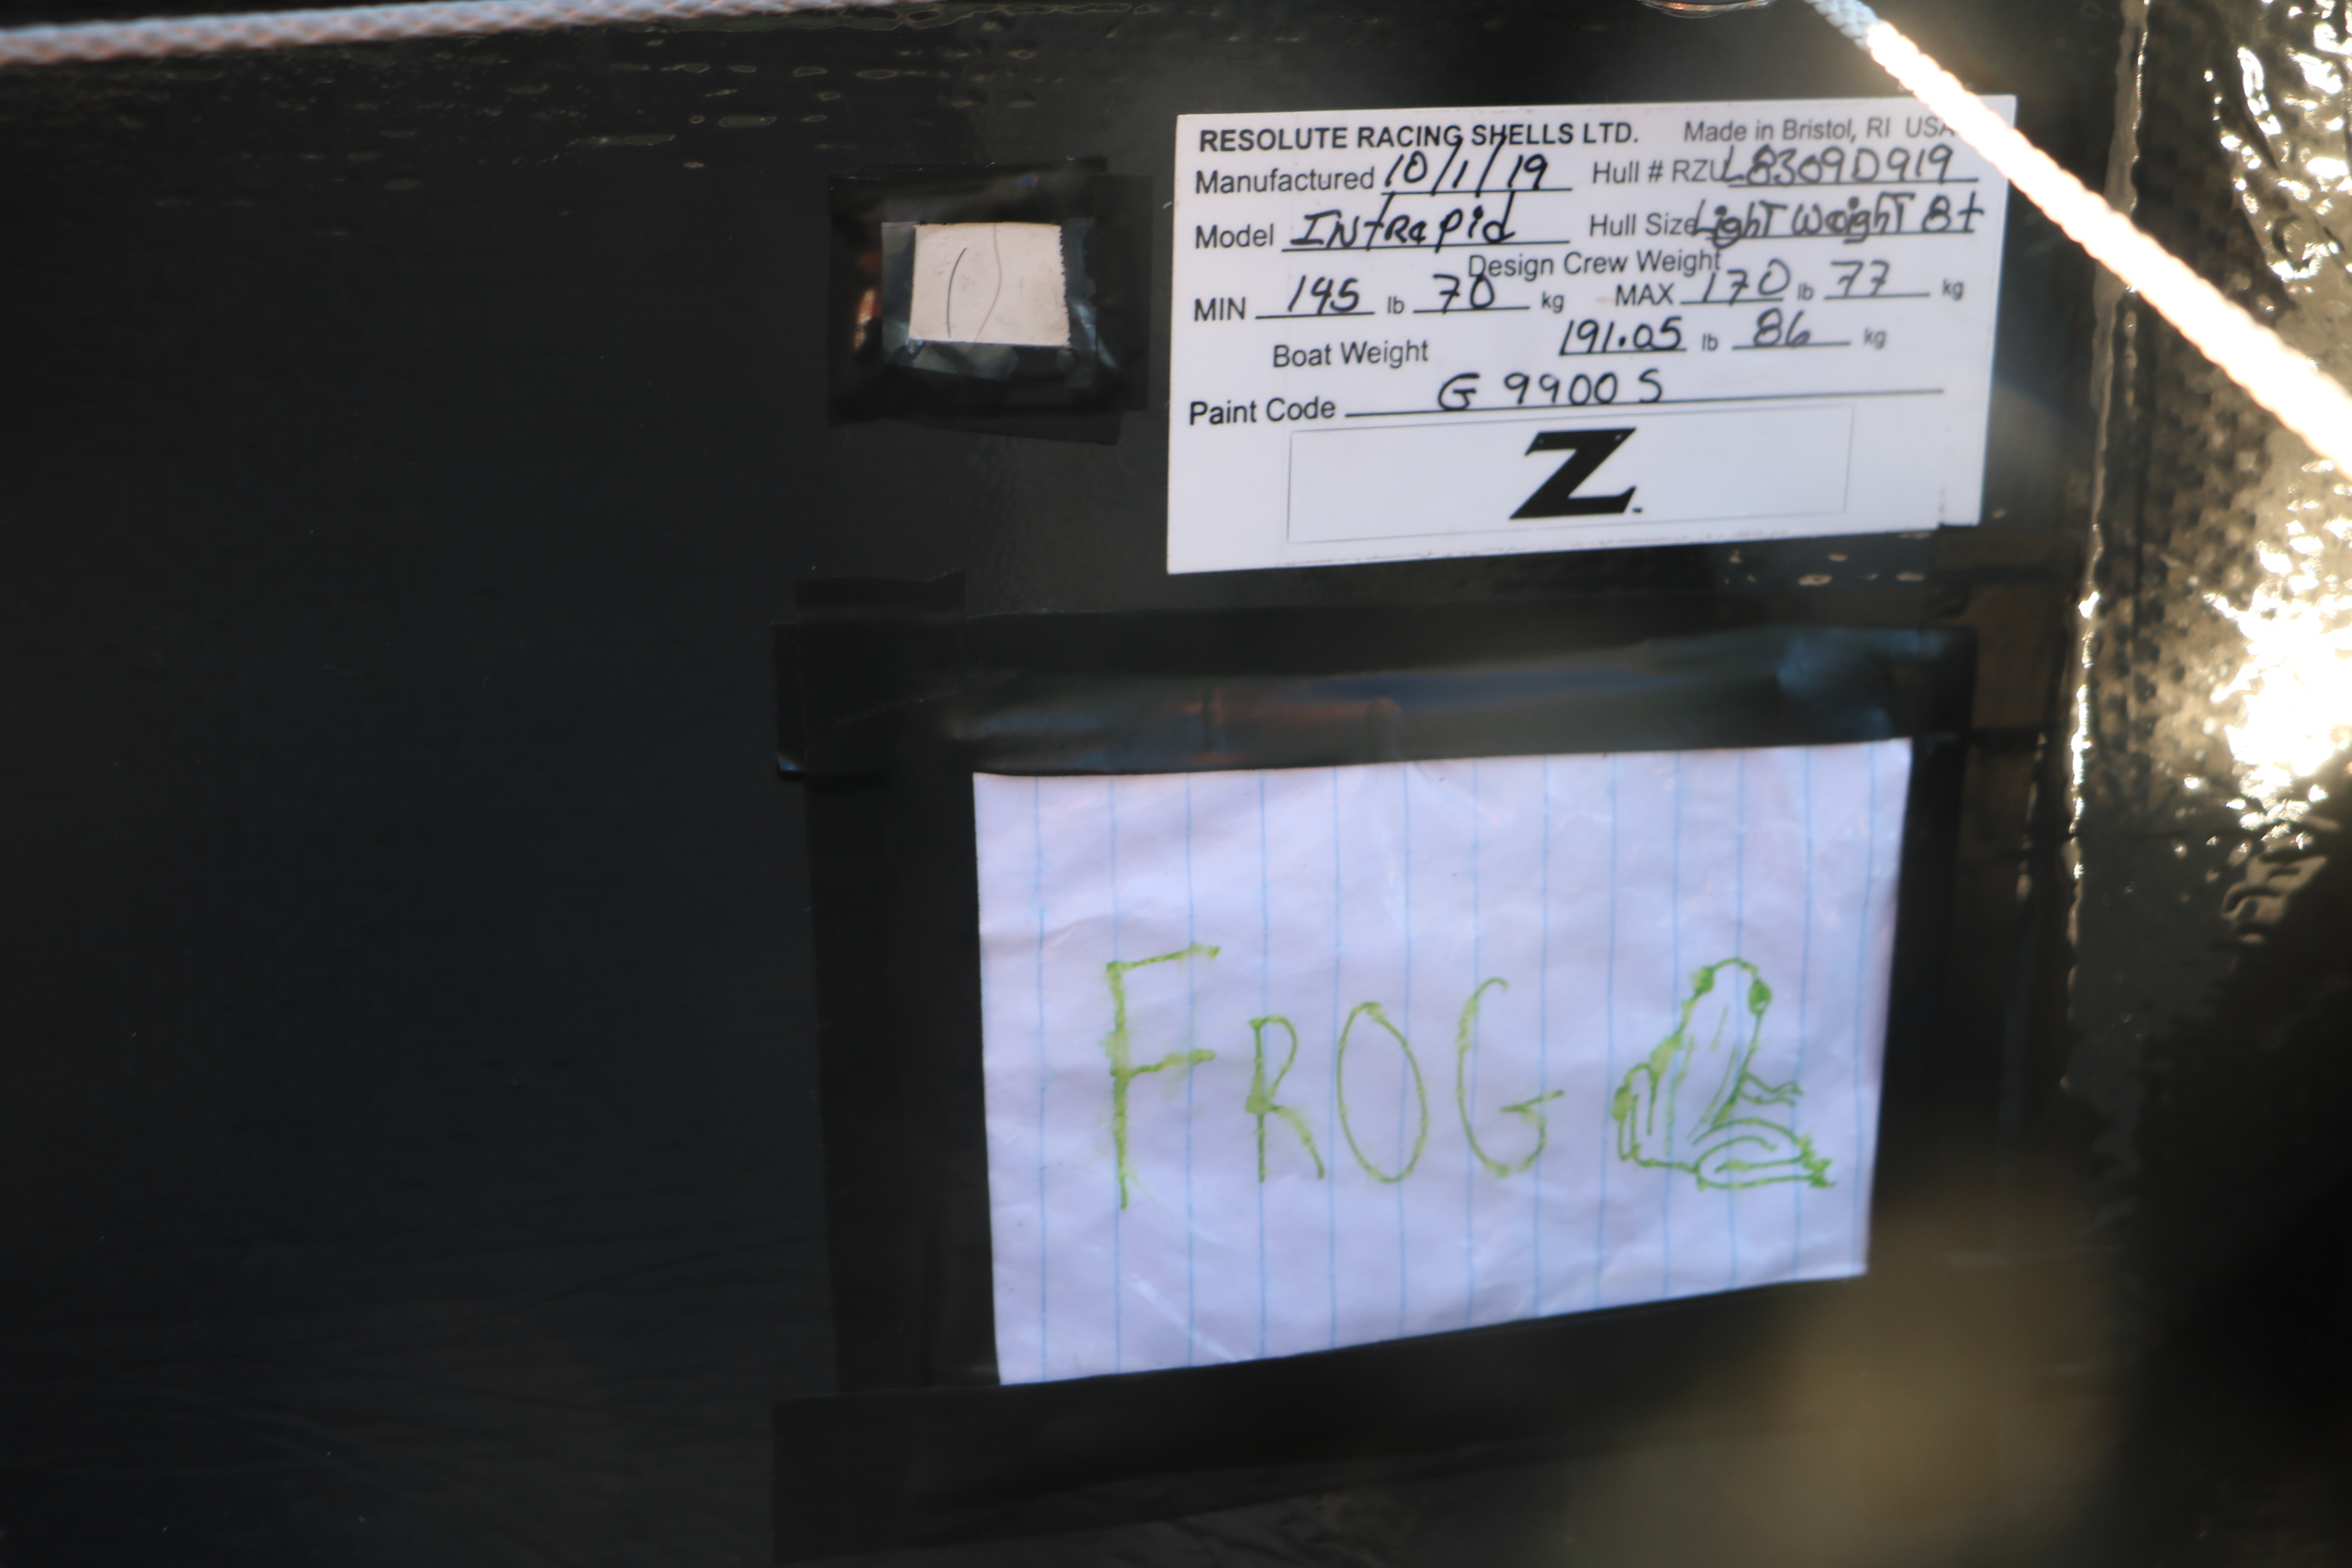 RESOLUTE RACING SHELLS LTD. Made in Bristol, RI USA
Manufactured 10/1/19 Hull # RZUL8309D919
Model INtRepid Hull Size LighT WeighT 8+
Design Crew Weight
MIN 145 lb 70 kg MAX 170 lb 77 kg
Boat Weight 191.05 lb 86 kg
Paint Code G 9900 S
Z
FROG